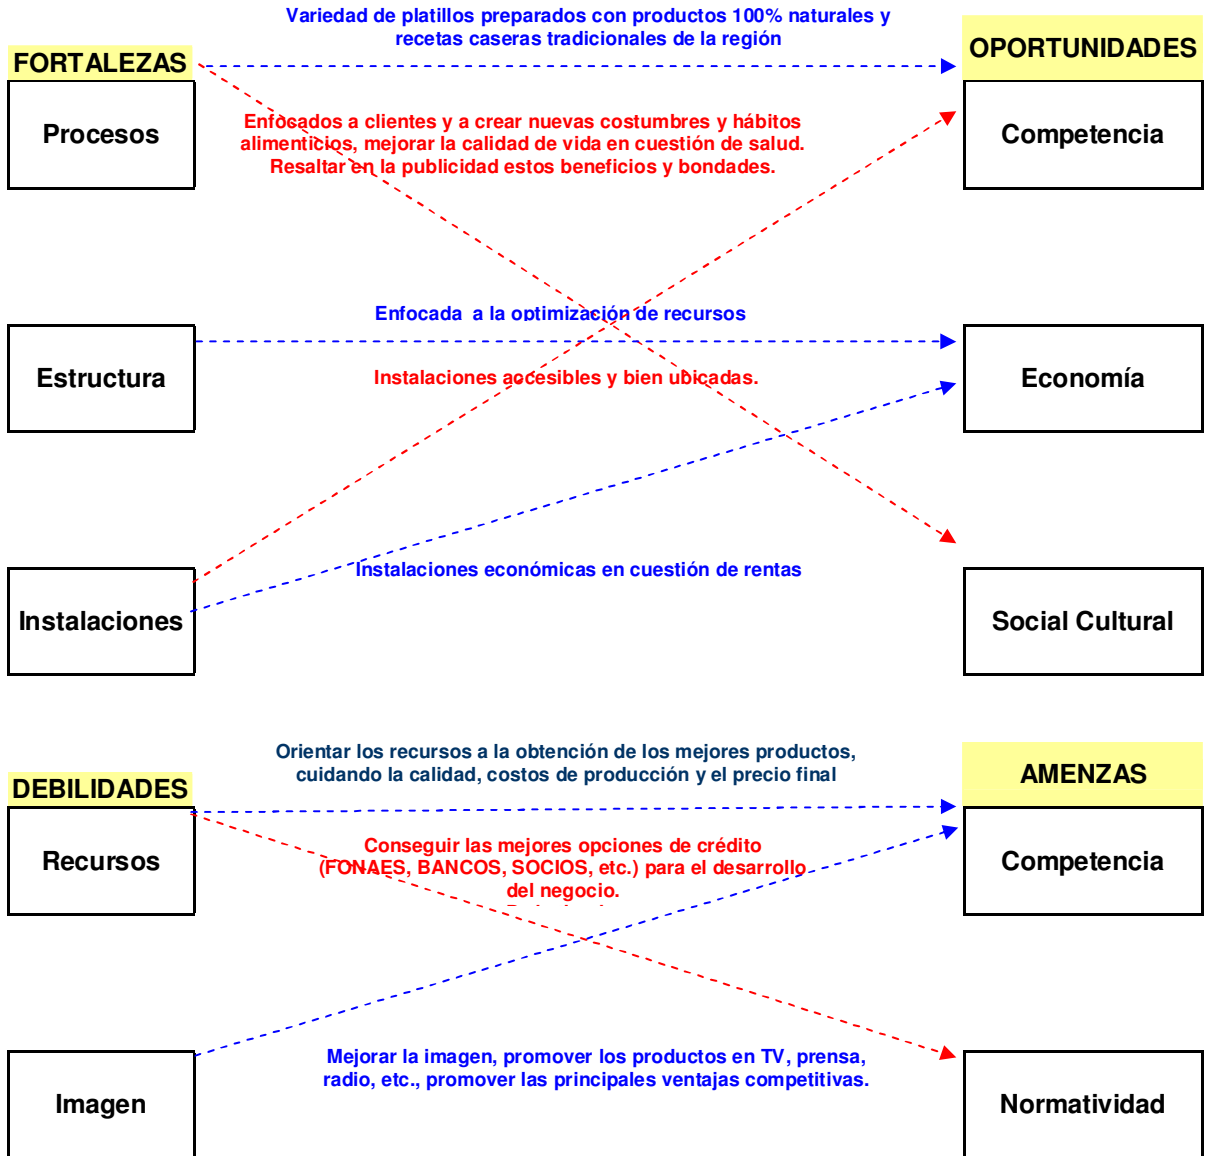 Variedad de platillos preparados con productos 100% naturales y
recetas caseras tradicionales de la región
FORTALEZAS
OPORTUNIDADES
Procesos
Enfocados a clientes y a crear nuevas costumbres y hábitos
alimenticios, mejorar la calidad de vida en cuestión de salud.
Resaltar en la publicidad estos beneficios y bondades.
Competencia
Enfocada a la optimización de recursos
Estructura
Instalaciones accesibles y bien ubicadas.
Economía
Instalaciones económicas en cuestión de rentas
Instalaciones
Social Cultural
Orientar los recursos a la obtención de los mejores productos,
cuidando la calidad, costos de producción y el precio final
DEBILIDADES
AMENZAS
Recursos
Conseguir las mejores opciones de crédito
(FONAES, BANCOS, SOCIOS, etc.) para el desarrollo
del negocio.
Competencia
Mejorar la imagen, promover los productos en TV, prensa,
radio, etc., promover las principales ventajas competitivas.
Imagen
Normatividad